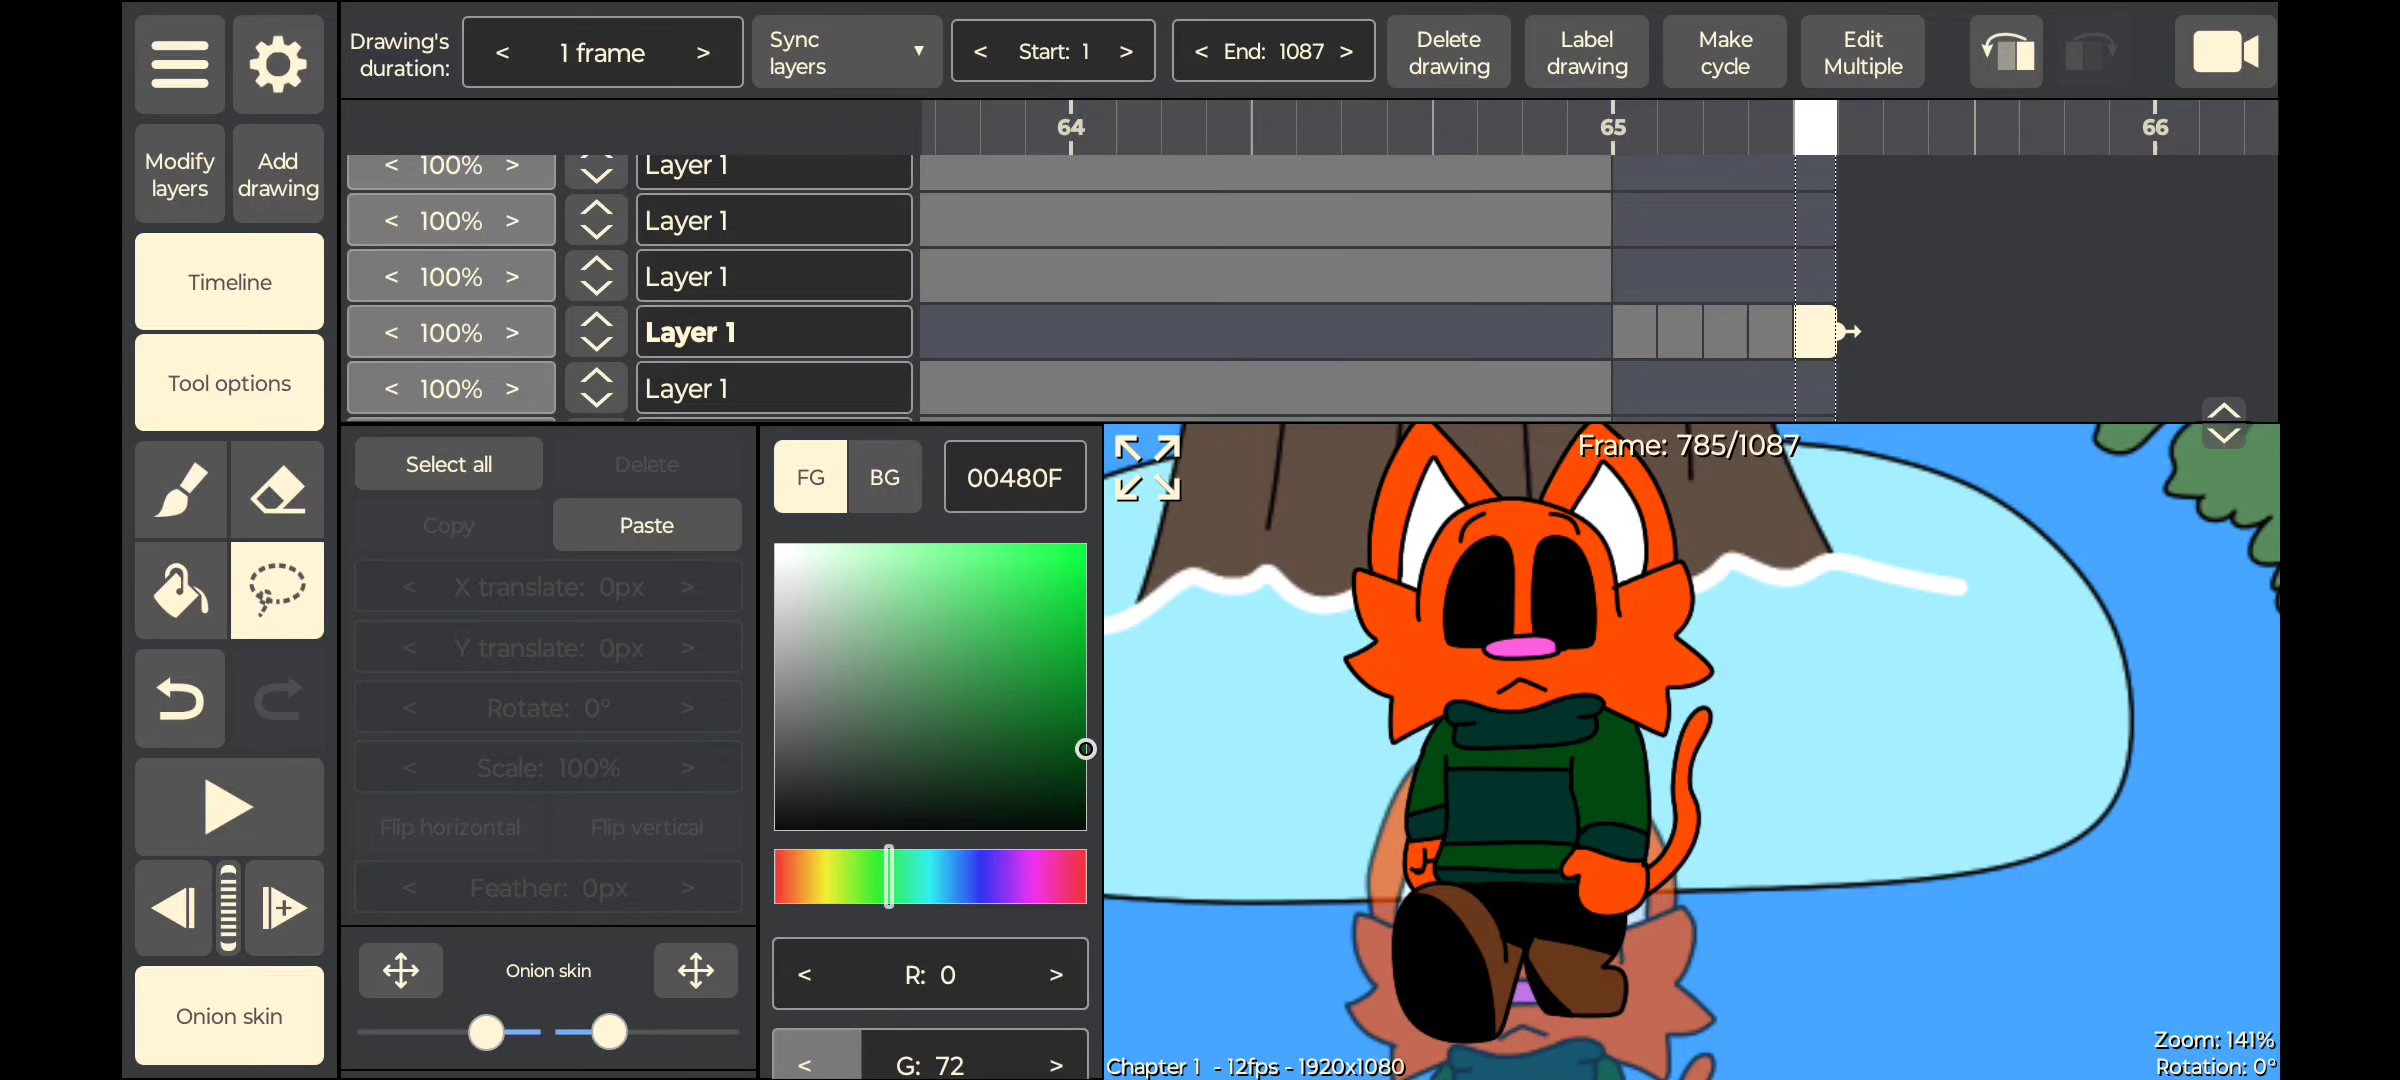 Drawing's
duration:
< 1 frame >
Sync
layers
< Start: 1 >
< End: 1087 >
Delete
drawing
Label
drawing
Make
cycle
Edit
Multiple
Modify
layers
Add
drawing
64
65
66
< 100% >
Layer 1
< 100% >
Layer 1
< 100% >
Layer 1
< 100% >
Layer 1
< 100% >
Layer 1
Timeline
Tool options
Select all
Delete
Copy
Paste
< X translate: 0px >
< Y translate: 0px >
< Rotate: 0° >
< Scale: 100% >
Flip horizontal
Flip vertical
< Feather: 0px >
Onion skin
Onion skin
FG
BG
00480F
< R: 0 >
< G: 72 >
Frame: 785/1087
Zoom: 141%
Rotation: 0°
Chapter 1 - 12fps - 1920x1080